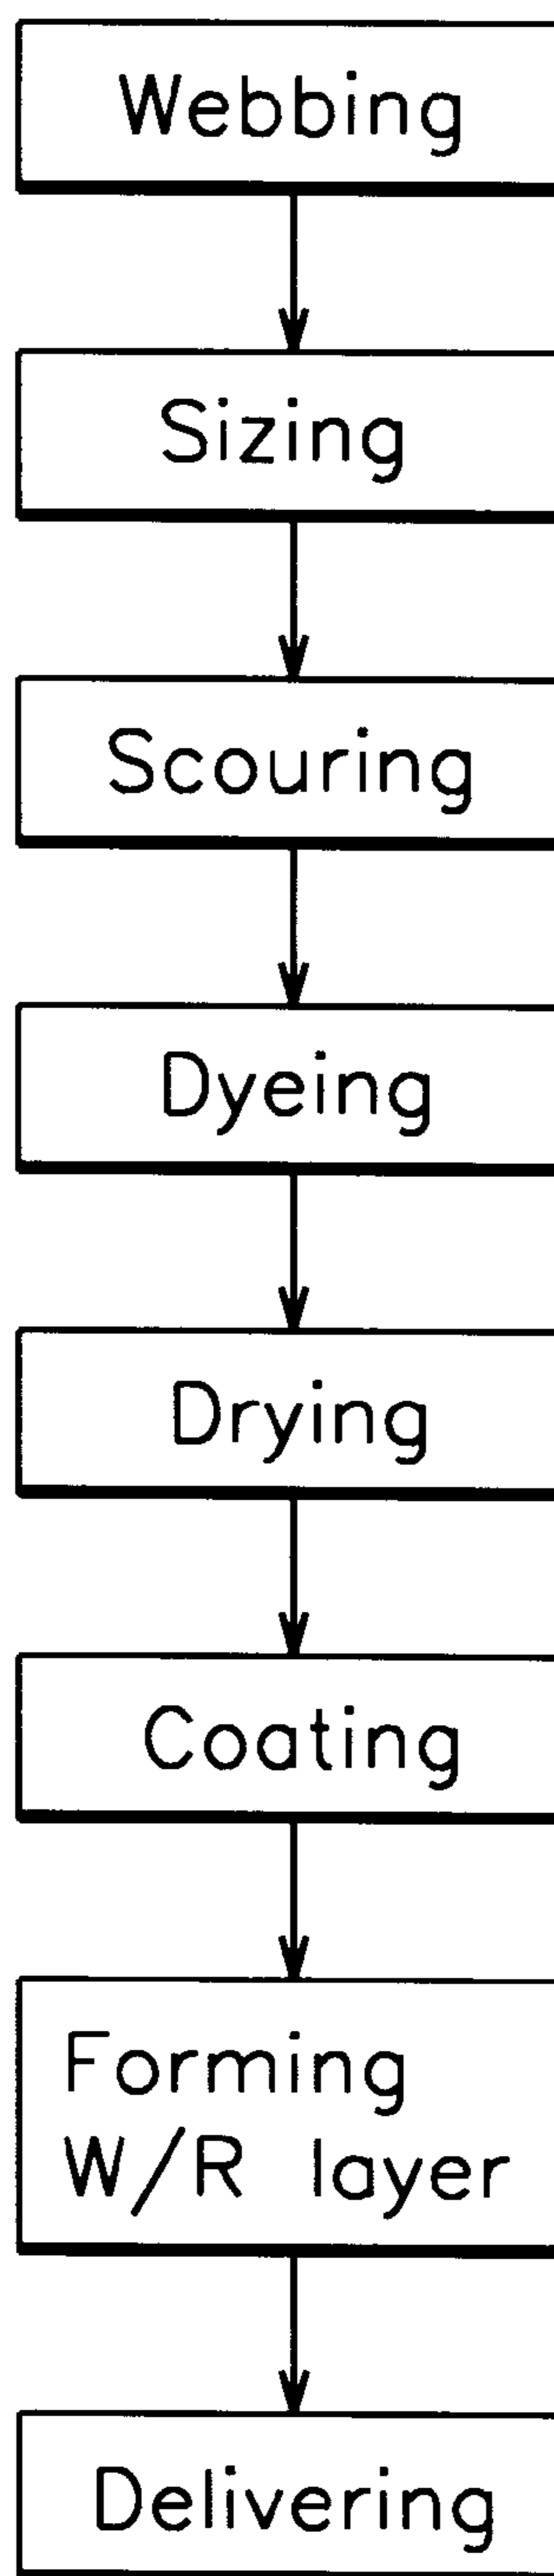 Webbing
Sizing
Scouring
Dyeing
Drying
Coating
Forming
W/R layer
Delivering